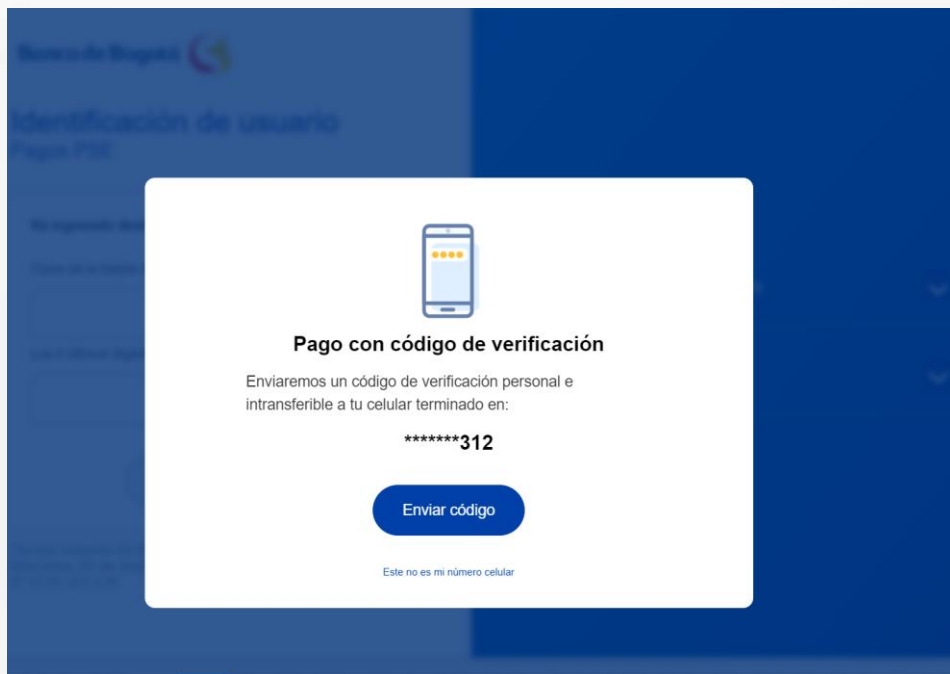 Banco de Bogotá
Identificación de usuario
Pagos PSE
Pago con código de verificación
Enviaremos un código de verificación personal e
intransferible a tu celular terminado en:
*******312
Enviar código
Este no es mi número celular